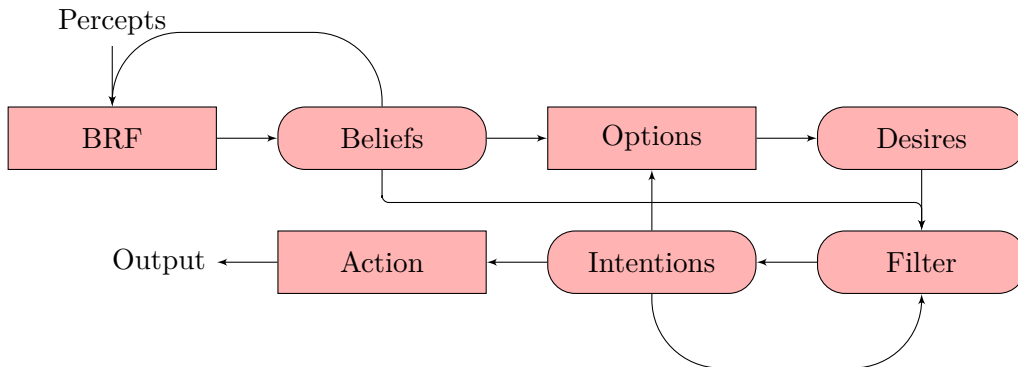 Percepts
BRF
Beliefs
Options
Desires
Output
Action
Intentions
Filter